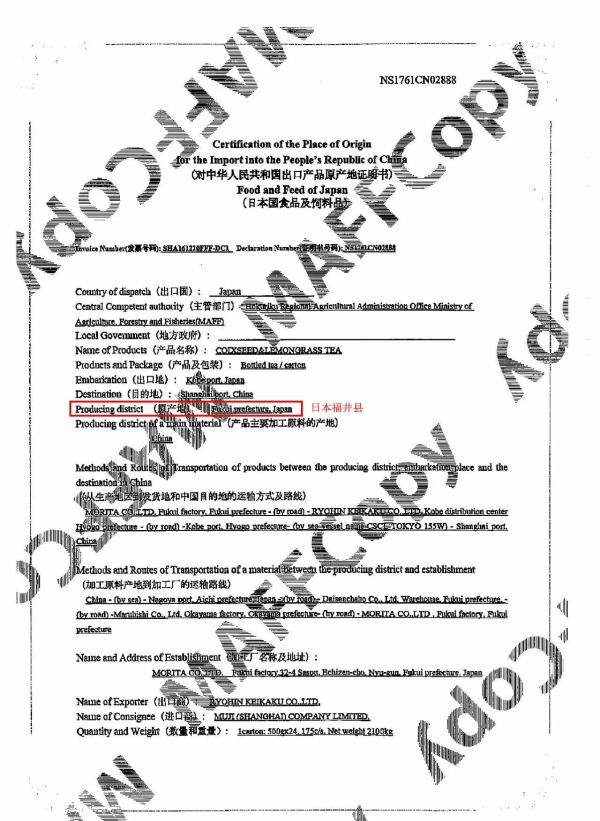 NS1761CN02888
Certification of the Place of Origin
for the Import into the People's Republic of China
(对中华人民共和国出口产品原产地证明书)
Food and Feed of Japan
(日本国食品及饲料品)
Invoice Number(发票号码): SHA161220FFF-DC1 Declaration Number(证明书号码): NS1761CN02888
Country of dispatch (出口国): Japan
Central Competent authority (主管部门): Hokuriku Regional Agricultural Administration Office Ministry of
Agriculture, Forestry and Fisheries(MAFF)
Local Government (地方政府):
Name of Products (产品名称): COIXSEED&LEMONGRASS TEA
Products and Package (产品及包装): Bottled tea / carton
Embarkation (出口地): Kobe port, Japan
Destination (目的地): Shanghai port, China
Producing district (原产地): Fukui prefecture, Japan 日本福井县
Producing district of a main material (产品主要加工原料的产地)
China
Methods and Routes of Transportation of products between the producing district, embarkation place and the
destination in China
(从生产地区到发货地和中国目的地的运输方式及路线)
MORITA CO.,LTD, Fukui factory, Fukui prefecture - (by road) - RYOHIN KEIKAKU CO., LTD, Kobe distribution center
Hyogo prefecture - (by road) -Kobe port, Hyogo prefecture- (by sea vessel name CSCL TOKYO 155W) - Shanghai port,
China
Methods and Routes of Transportation of a material between the producing district and establishment
(加工原料产地到加工厂的运输路线)
China - (by sea) - Nagoya port, Aichi prefecture, Japan - (by road) - Daisenchaho Co., Ltd, Warehouse, Fukui prefecture, -
(by road) -Marubishi Co., Ltd, Okayama factory, Okayama prefecture- (by road) - MORITA CO.,LTD , Fukui factory, Fukui
prefecture
Name and Address of Establishment (加工厂名称及地址):
MORITA CO.,LTD. Fukui factory,32-4 Sasori, Echizen-cho, Nyu-gun, Fukui prefecture, Japan
Name of Exporter (出口商): RYOHIN KEIKAKU CO.,LTD.
Name of Consignee (进口商): MUJI (SHANGHAI) COMPANY LIMITED.
Quantity and Weight (数量和重量): 1carton: 500gx24, 175c/s, Net weight 2100kg
MAFFCopy
MAFFCopy
MAFFCopy
MAFFCopy